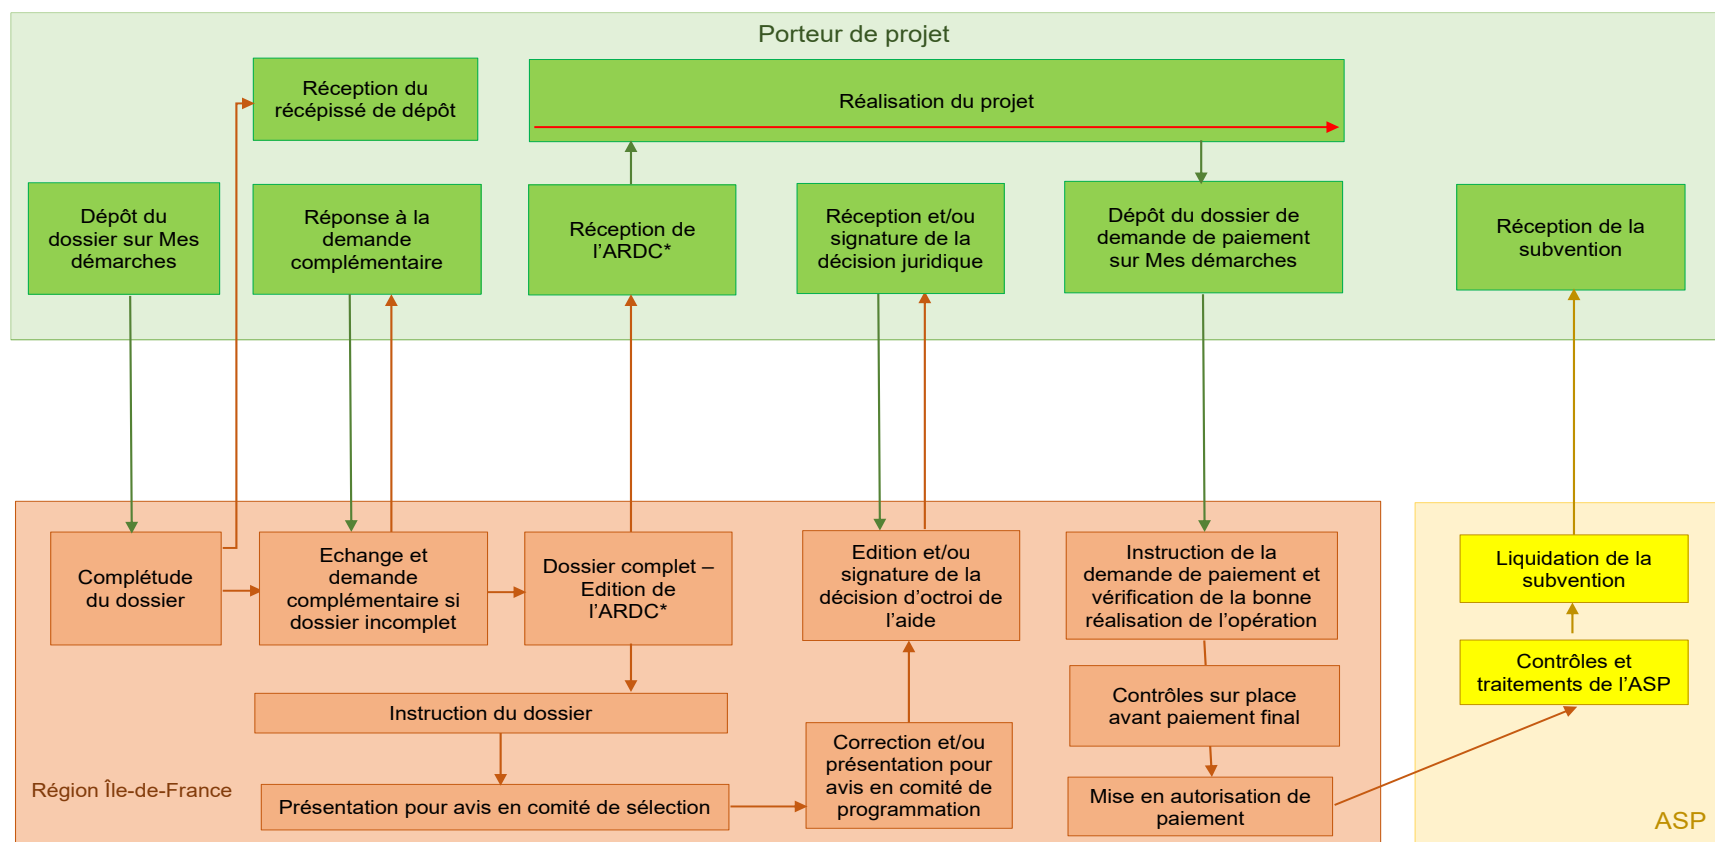 Porteur de projet
Réception du
récépissé de dépôt
Réalisation du projet
Dépôt du
dossier sur Mes
démarches
Réponse à la
demande
complémentaire
Réception de
l’ARDC*
Réception et/ou
signature de la
décision juridique
Dépôt du dossier de
demande de paiement
sur Mes démarches
Réception de la
subvention
Complétude
du dossier
Echange et
demande
complémentaire si
dossier incomplet
Dossier complet –
Edition de
l’ARDC*
Edition et/ou
signature de la
décision d’octroi de
l’aide
Instruction de la
demande de paiement et
vérification de la bonne
réalisation de l’opération
Liquidation de la
subvention
Contrôles et
traitements de l’ASP
Instruction du dossier
Contrôles sur place
avant paiement final
Correction et/ou
présentation pour
avis en comité de
programmation
Région Île-de-France
Présentation pour avis en comité de sélection
Mise en autorisation de
paiement
ASP